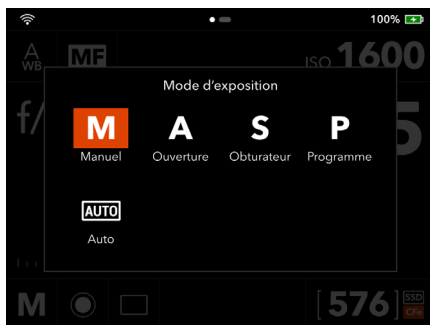 100%
A
WB
MF
ISO 1600
Mode d'exposition
f/
5
M
A
S
P
Manuel
Ouverture
Obturateur
Programme
AUTO
Auto
M
[ 576 ]
SSD
CFe